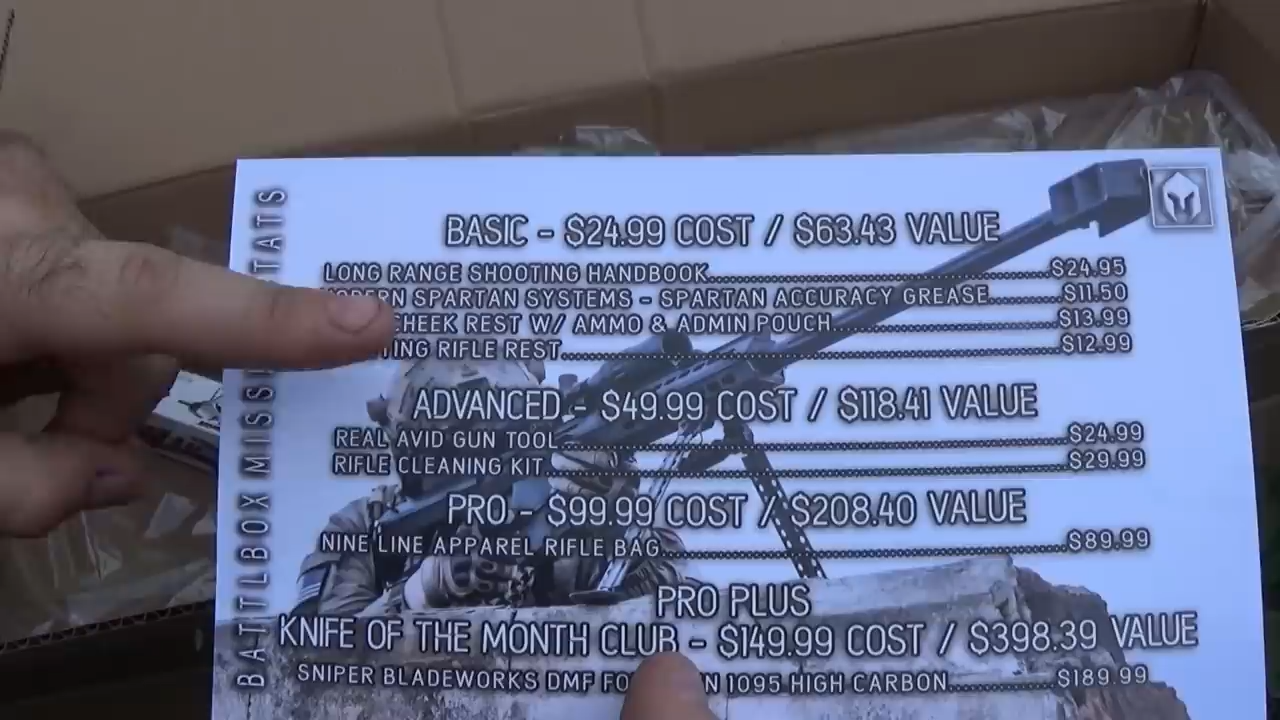 BATTLBOX MISS TATS
BASIC - $24.99 COST / $63.43 VALUE
LONG RANGE SHOOTING HANDBOOK $24.95
SPARTAN SYSTEMS - SPARTAN ACCURACY GREASE $11.50
CHEEK REST W/ AMMO & ADMIN POUCH $13.99
RIFLE REST $12.99
ADVANCED - $49.99 COST / $118.41 VALUE
REAL AVID GUN TOOL $24.99
RIFLE CLEANING KIT $29.99
PRO - $99.99 COST / $208.40 VALUE
NINE LINE APPAREL RIFLE BAG $89.99
PRO PLUS
KNIFE OF THE MONTH CLUB - $149.99 COST / $398.39 VALUE
SNIPER BLADEWORKS DMF 1095 HIGH CARBON $189.99